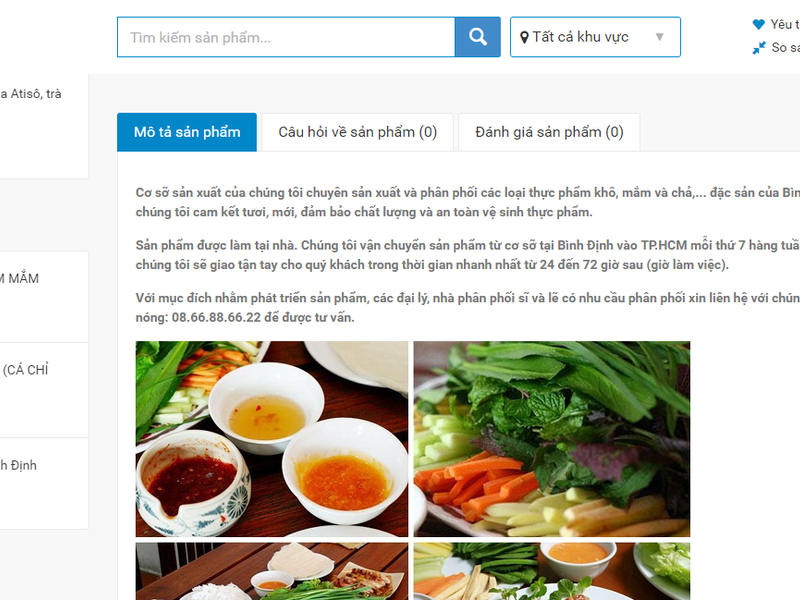 Tìm kiếm sản phẩm...
Tất cả khu vực
Yêu t
So sá
a Atisô, trà
Mô tả sản phẩm
Câu hỏi về sản phẩm (0)
Đánh giá sản phẩm (0)
Cơ sỡ sản xuất của chúng tôi chuyên sản xuất và phân phối các loại thực phẩm khô, mắm và chả,... đặc sản của Bìn
chúng tôi cam kết tươi, mới, đảm bảo chất lượng và an toàn vệ sinh thực phẩm.
Sản phẩm được làm tại nhà. Chúng tôi vận chuyển sản phẩm từ cơ sỡ tại Bình Định vào TP.HCM mỗi thứ 7 hàng tuầ
chúng tôi sẽ giao tận tay cho quý khách trong thời gian nhanh nhất từ 24 đến 72 giờ sau (giờ làm việc).
M MẮM
Với mục đích nhằm phát triển sản phẩm, các đại lý, nhà phân phối sĩ và lẽ có nhu cầu phân phối xin liên hệ với chún
nóng: 08.66.88.66.22 để được tư vấn.
(CÁ CHỈ
h Định